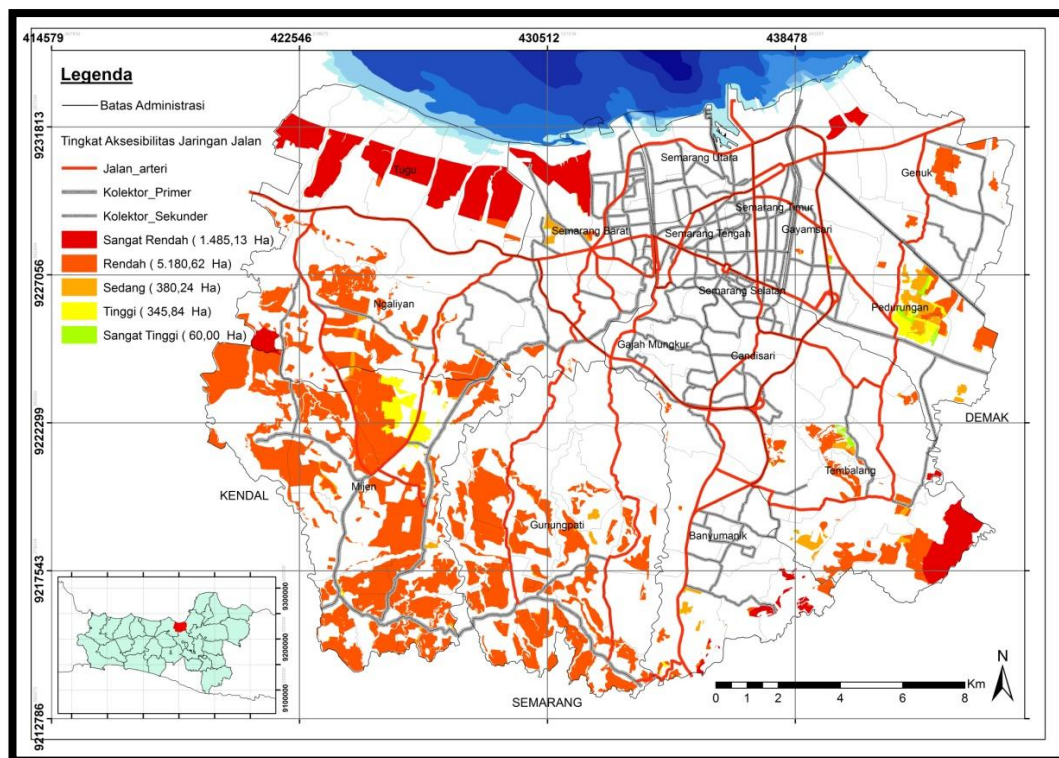 414579
422546
430512
438478
9231813
9227056
9222299
9217543
9212786
Legenda
Batas Administrasi
Tingkat Aksesibilitas Jaringan Jalan
Jalan_arteri
Kolektor_Primer
Kolektor_Sekunder
Sangat Rendah ( 1.485,13 Ha)
Rendah ( 5.180,62 Ha)
Sedang ( 380,24 Ha)
Tinggi ( 345,84 Ha)
Sangat Tinggi ( 60,00 Ha)
Semarang Utara
Tugu
Genuk
Semarang Timur
Semarang Barat
Semarang Tengah
Gayamsari
Semarang Selatan
Ngaliyan
Pedurungan
Gajah Mungkur
Candisari
DEMAK
Tembalang
KENDAL
Mijen
Gunungpati
Banyumanik
SEMARANG
9300000
9200000
9100000
N
Km
0 1 2 4 6 8